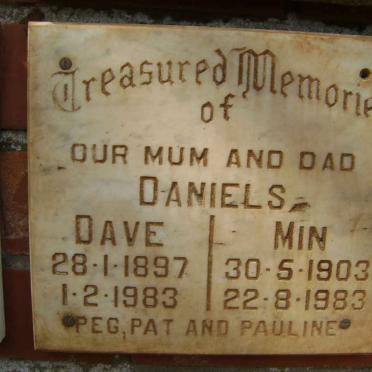 Treasured Memorie
of
OUR MUM AND DAD
DANIELS
DAVE MIN
28·1·1897 30·5·1903
1·2·1983 22·8·1983
PEG, PAT AND PAULINE